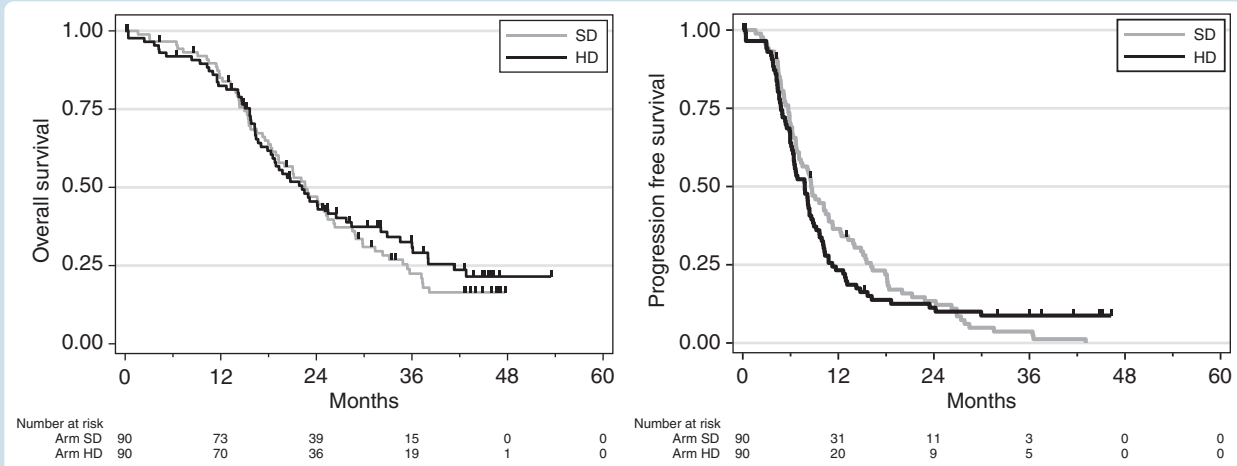 1.00
0.75
0.50
0.25
0.00
Overall survival
SD
HD
0 12 24 36 48 60
Months
Number at risk
Arm SD 90 73 39 15 0 0
Arm HD 90 70 36 19 1 0
1.00
0.75
0.50
0.25
0.00
Progression free survival
SD
HD
0 12 24 36 48 60
Months
Number at risk
Arm SD 90 31 11 3 0 0
Arm HD 90 20 9 5 0 0